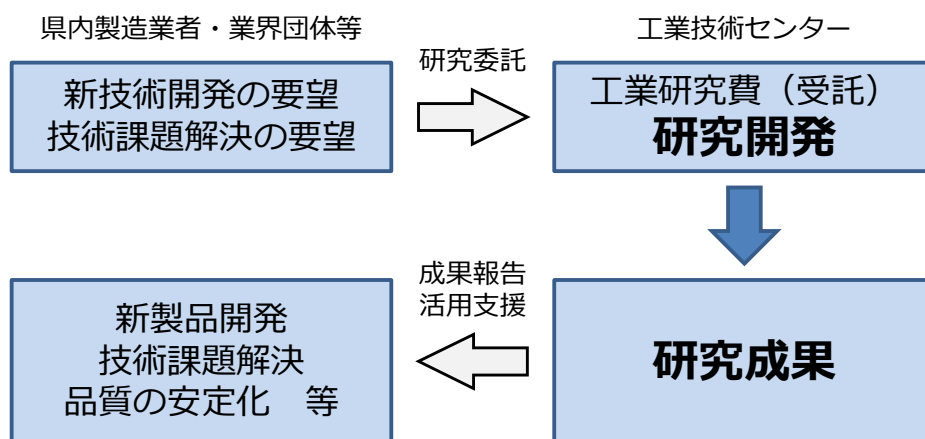 県内製造業者・業界団体等
工業技術センター
新技術開発の要望
技術課題解決の要望
研究委託
工業研究費（受託）
研究開発
新製品開発
技術課題解決
品質の安定化　等
成果報告
活用支援
研究成果